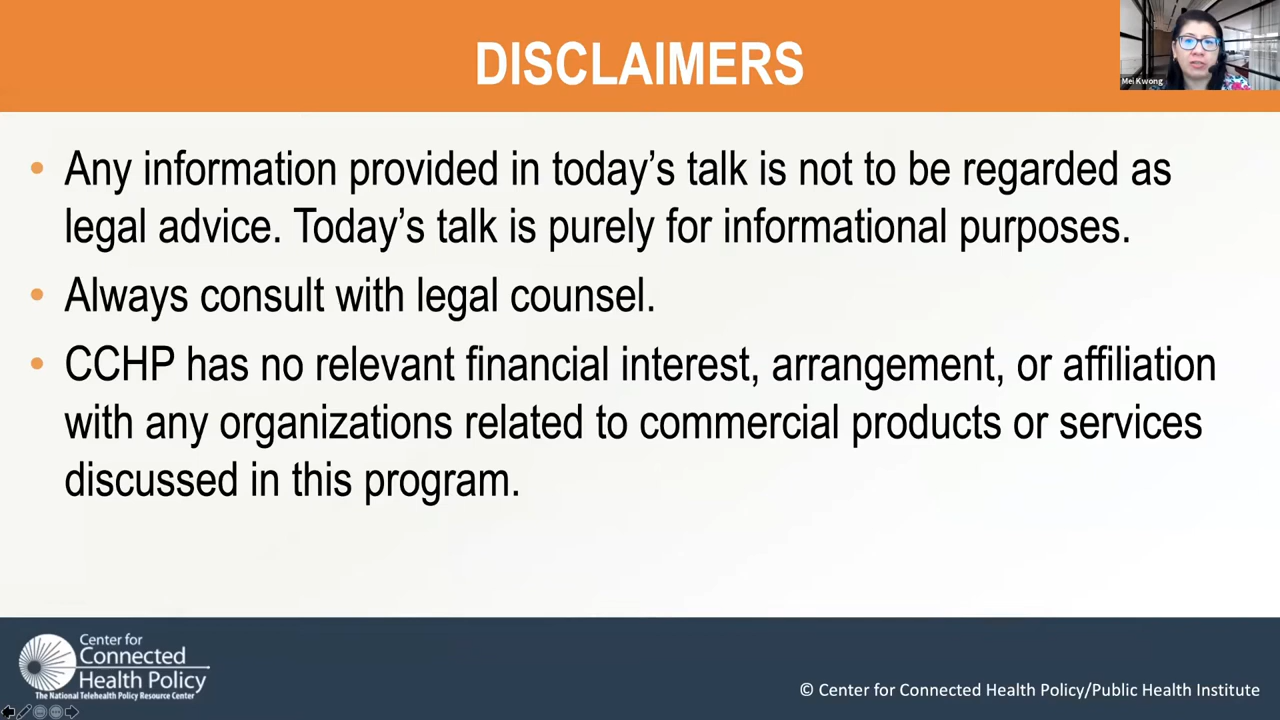 DISCLAIMERS
Mei Kwong
• Any information provided in today’s talk is not to be regarded as
legal advice. Today’s talk is purely for informational purposes.
• Always consult with legal counsel.
• CCHP has no relevant financial interest, arrangement, or affiliation
with any organizations related to commercial products or services
discussed in this program.
Center for
Connected
Health Policy
The National Telehealth Policy Resource Center
© Center for Connected Health Policy/Public Health Institute